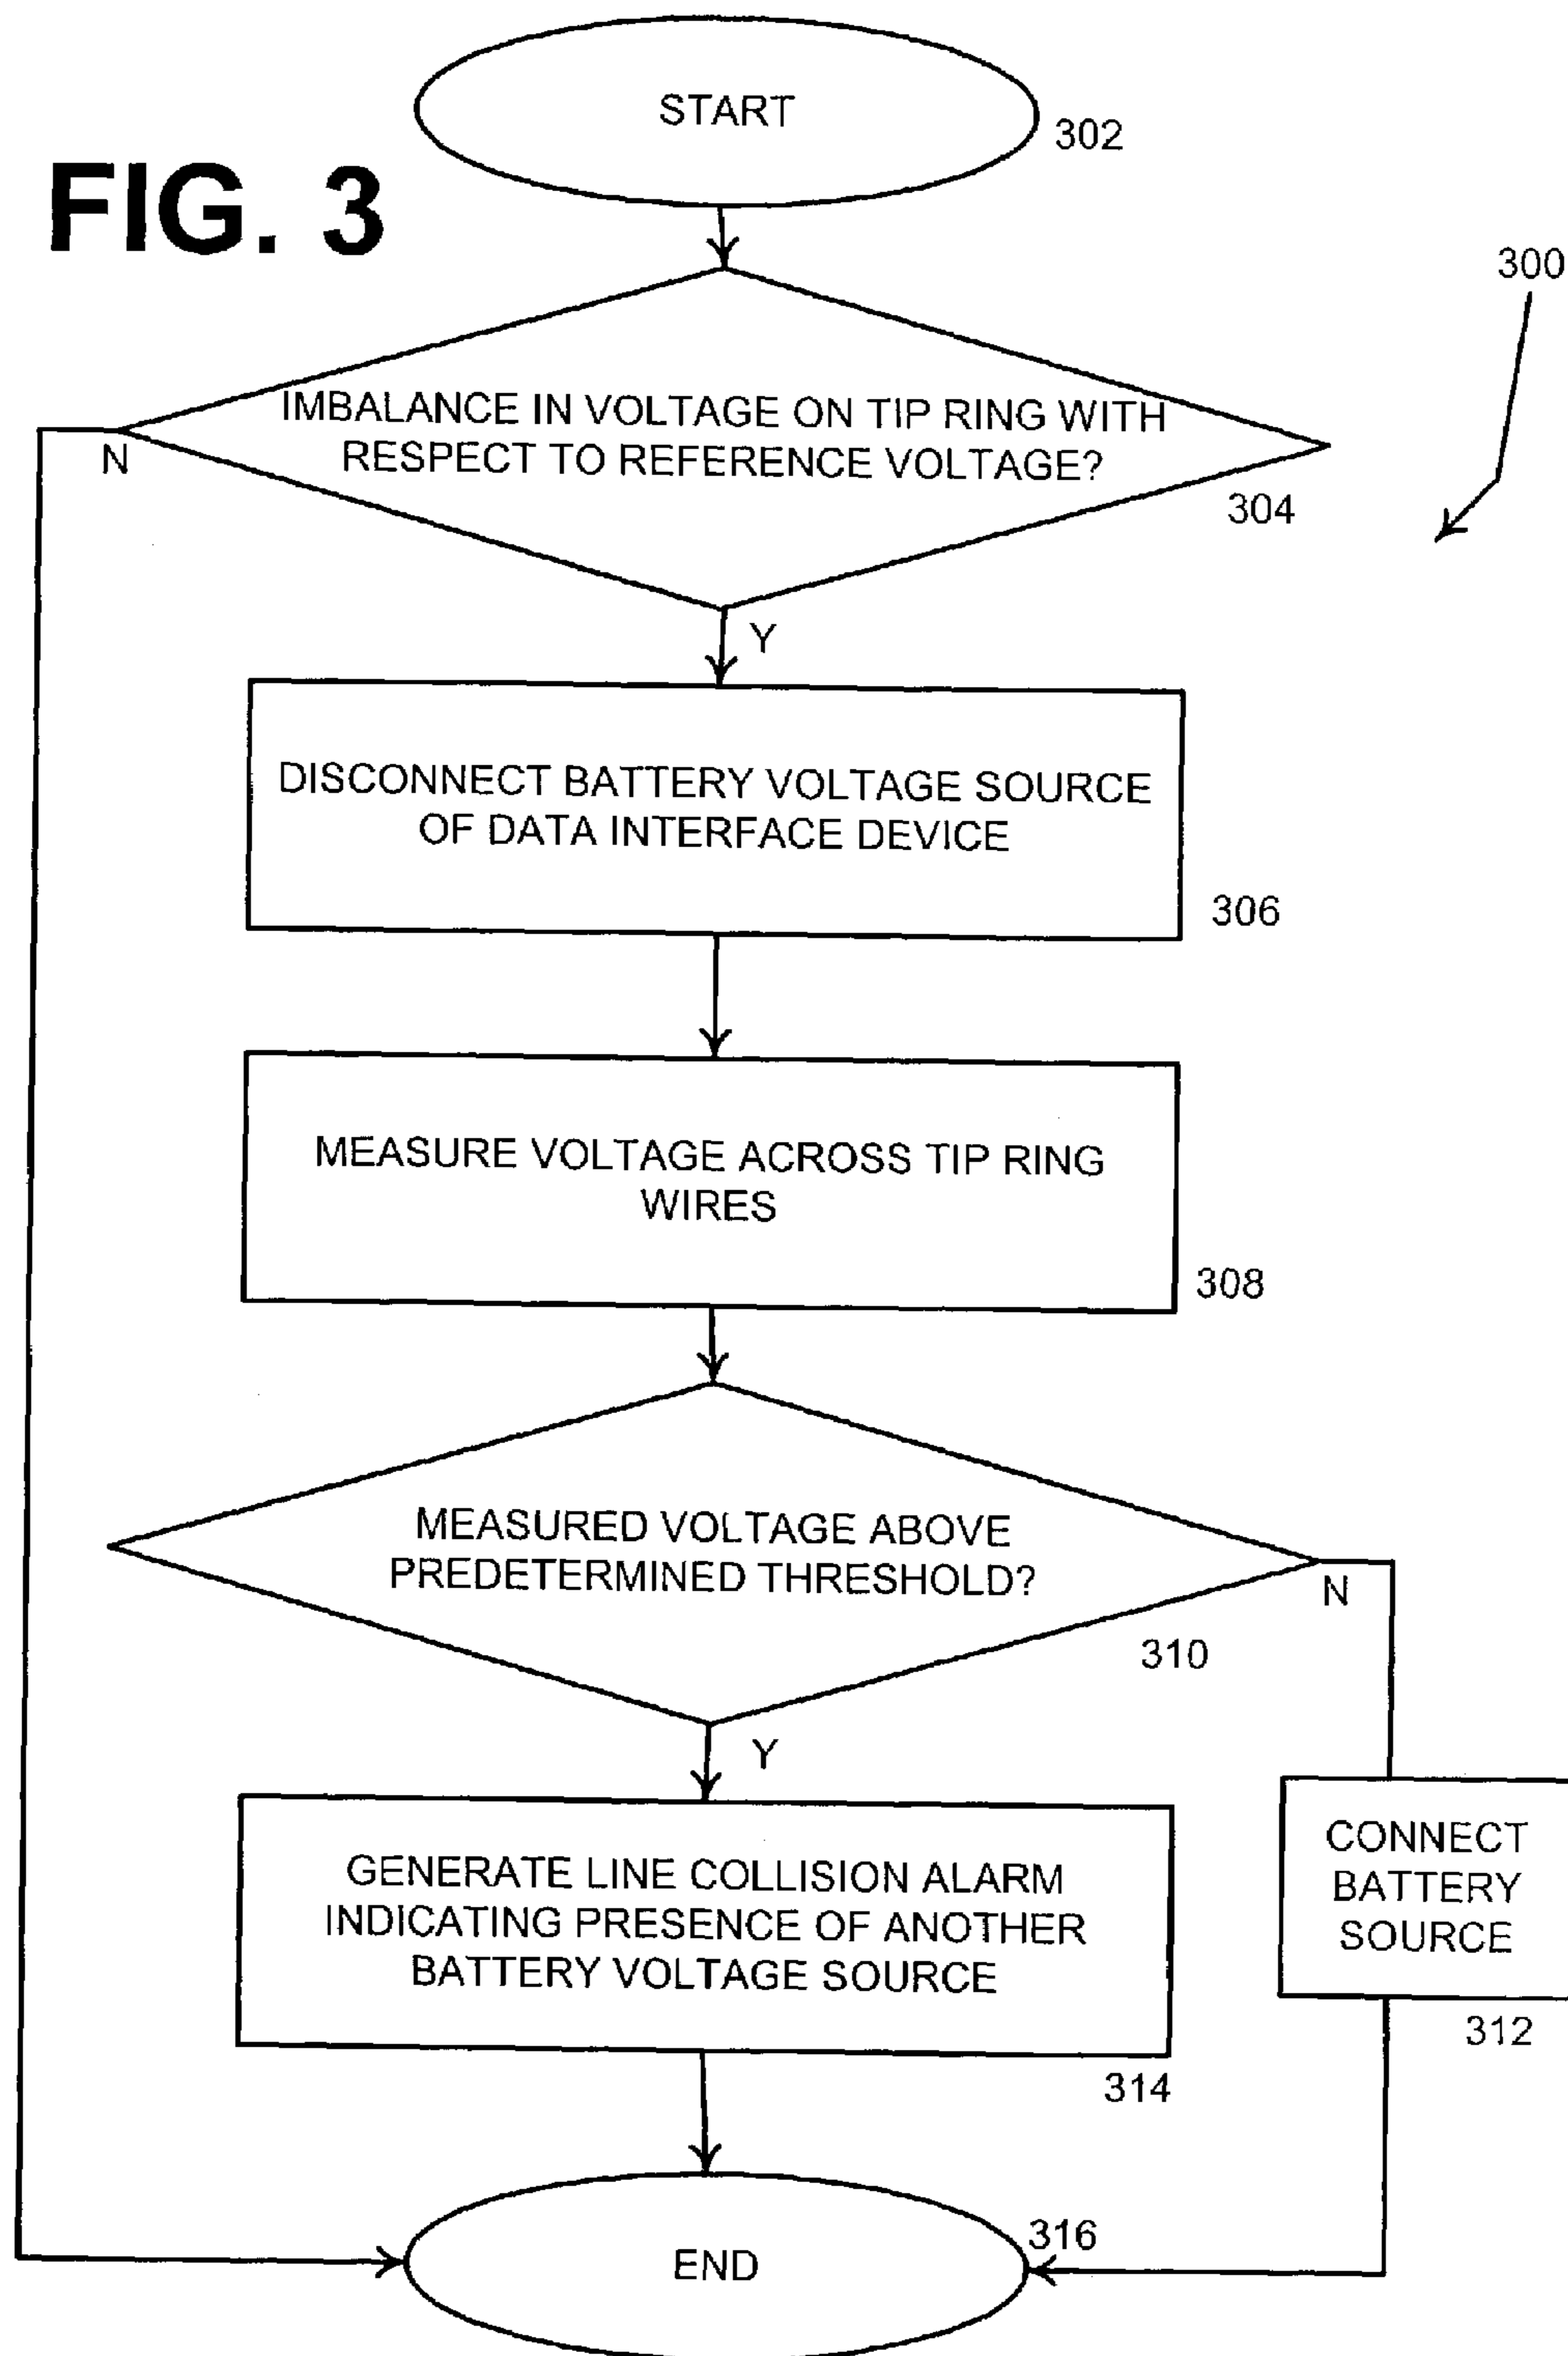 START
302
FIG. 3
300
IMBALANCE IN VOLTAGE ON TIP RING WITH
RESPECT TO REFERENCE VOLTAGE?
N
304
Y
DISCONNECT BATTERY VOLTAGE SOURCE
OF DATA INTERFACE DEVICE
306
MEASURE VOLTAGE ACROSS TIP RING
WIRES
308
MEASURED VOLTAGE ABOVE
PREDETERMINED THRESHOLD?
N
310
Y
GENERATE LINE COLLISION ALARM
INDICATING PRESENCE OF ANOTHER
BATTERY VOLTAGE SOURCE
314
CONNECT
BATTERY
SOURCE
312
316
END